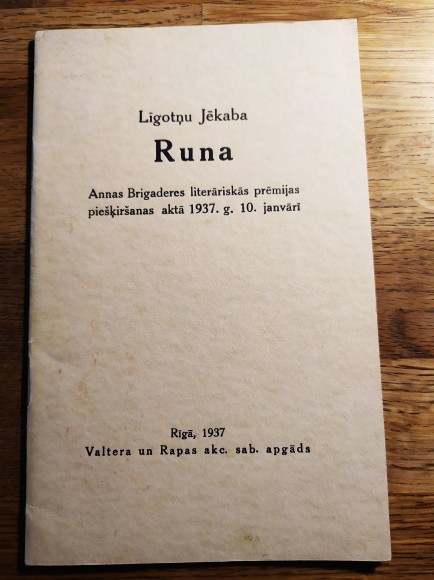 Līgotņu Jēkaba
Runa
Annas Brigaderes literāriskās prēmijas
piešķiršanas aktā 1937. g. 10. janvārī
Rīgā, 1937
Valtera un Rapas akc. sab. apgāds